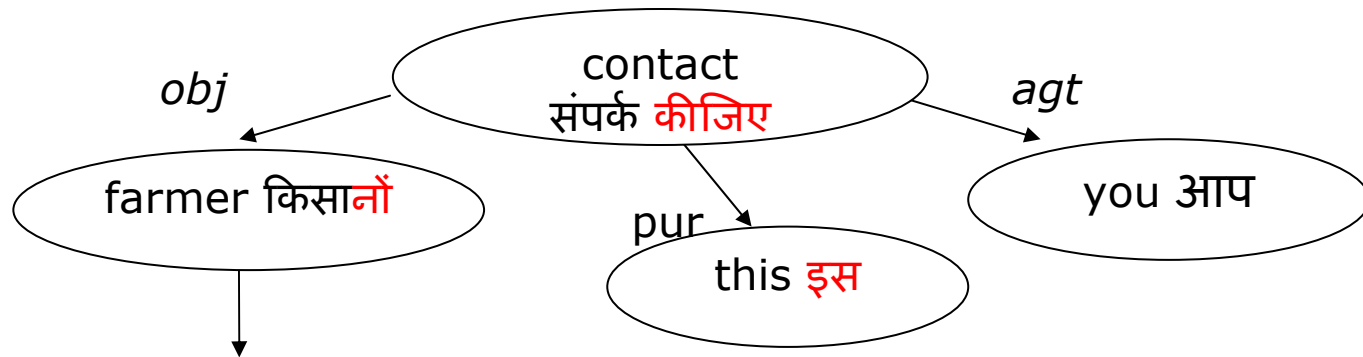 contact
संपर्क कीजिए
obj
agt
farmer किसानों
you आप
pur
this इस